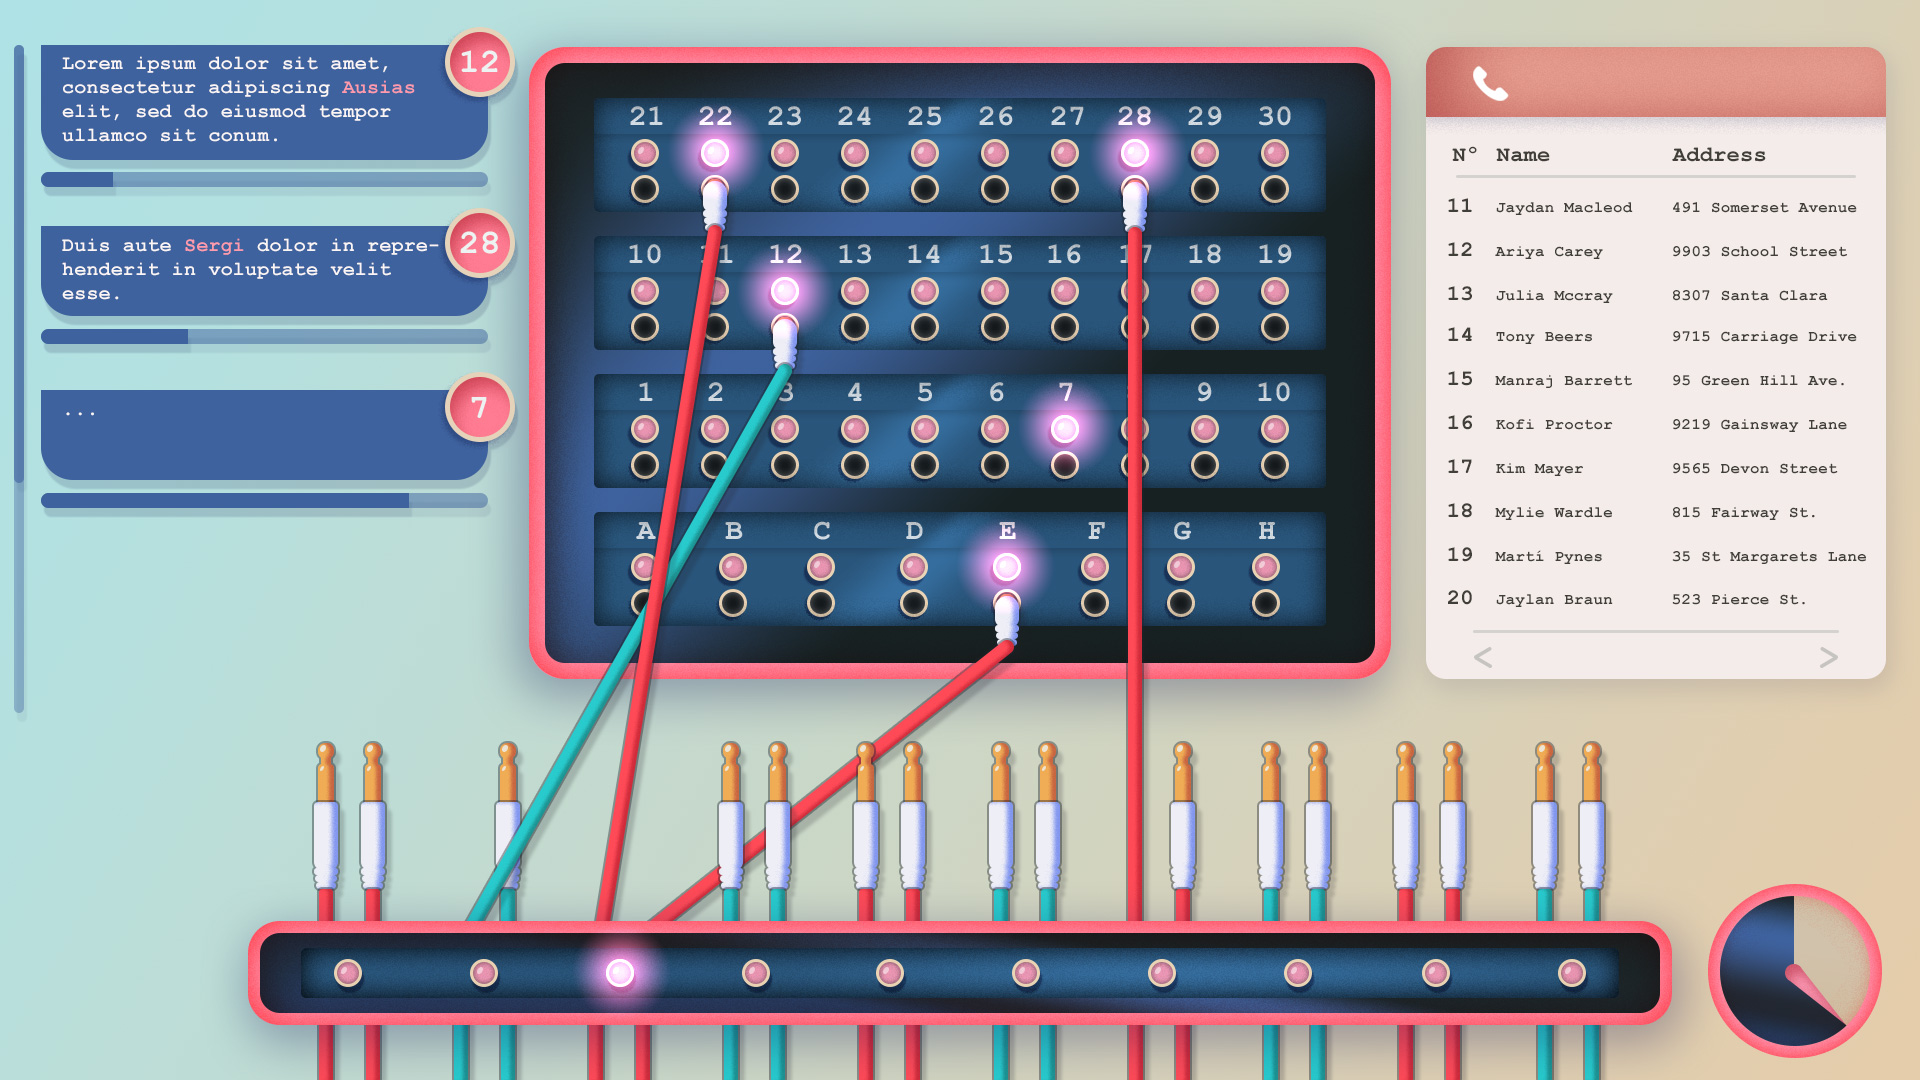 Lorem ipsum dolor sit amet,
consectetur adipiscing Ausias
elit, sed do eiusmod tempor
ullamco sit conum.
12
Duis aute Sergi dolor in repre-
henderit in voluptate velit
esse.
28
...
7
21 22 23 24 25 26 27 28 29 30
10 11 12 13 14 15 16 17 18 19
1 2 3 4 5 6 7 9 10
A B C D E F G H
N° Name Address
11 Jaydan Macleod 491 Somerset Avenue
12 Ariya Carey 9903 School Street
13 Julia Mccray 8307 Santa Clara
14 Tony Beers 9715 Carriage Drive
15 Manraj Barrett 95 Green Hill Ave.
16 Kofi Proctor 9219 Gainsway Lane
17 Kim Mayer 9565 Devon Street
18 Mylie Wardle 815 Fairway St.
19 Martí Pynes 35 St Margarets Lane
20 Jaylan Braun 523 Pierce St.
< >